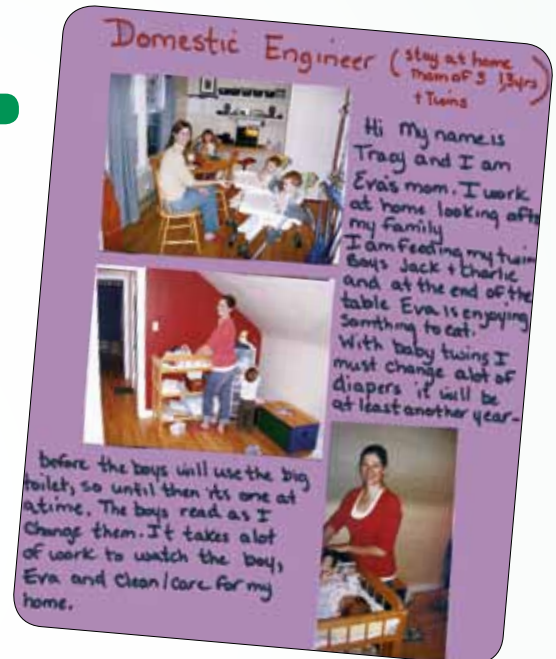 Domestic Engineer (stay at home
mom of 3 1,3yrs
+ Twins)
Hi My name is
Tracy and I am
Eva's mom. I work
at home looking afte
my family
I am feeding my twin
Boys Jack + Charlie
and at the end of the
table Eva is enjoying
somthing to eat.
With baby twins I
must change alot of
diapers it will be
at least another year-
before the boys will use the big
toilet, so until then its one at
atime. The boys read as I
Change them. It takes alot
of work to watch the boys,
Eva and Clean/care for my
home.